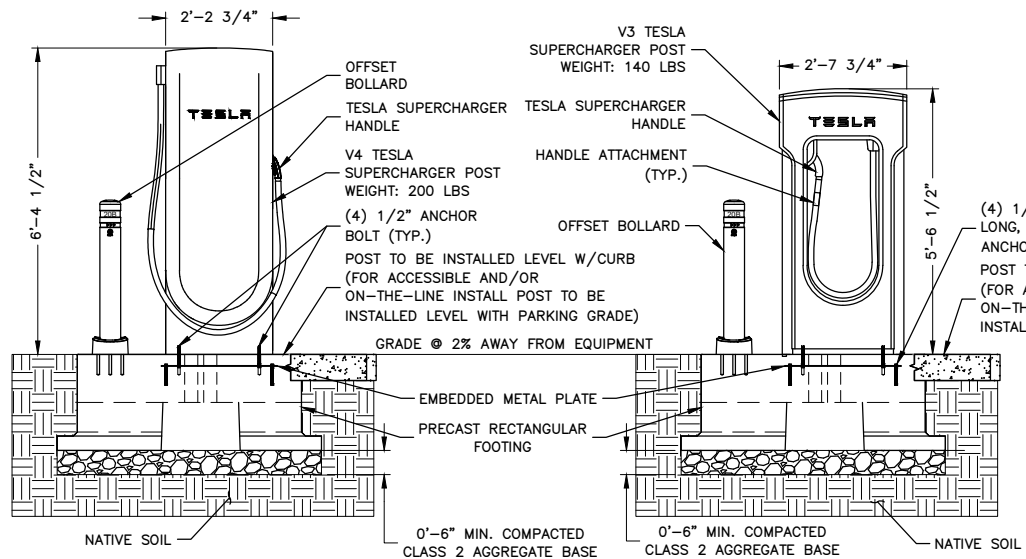 2'-2 3/4"
6'-4 1/2"
OFFSET
BOLLARD
TESLA SUPERCHARGER
HANDLE
V4 TESLA
SUPERCHARGER POST
WEIGHT: 200 LBS
(4) 1/2" ANCHOR
BOLT (TYP.)
POST TO BE INSTALLED LEVEL W/CURB
(FOR ACCESSIBLE AND/OR
ON-THE-LINE INSTALL POST TO BE
INSTALLED LEVEL WITH PARKING GRADE)
GRADE @ 2% AWAY FROM EQUIPMENT
TESLA
20B
EMBEDDED METAL PLATE
PRECAST RECTANGULAR
FOOTING
NATIVE SOIL
0'-6" MIN. COMPACTED
CLASS 2 AGGREGATE BASE
V3 TESLA
SUPERCHARGER POST
WEIGHT: 140 LBS
2'-7 3/4"
TESLA SUPERCHARGER
HANDLE
HANDLE ATTACHMENT
(TYP.)
OFFSET BOLLARD
TESLA
20B
5'-6 1/2"
(4) 1/
LONG,
ANCHO
POST T
(FOR A
ON-TH
INSTAL
0'-6" MIN. COMPACTED
CLASS 2 AGGREGATE BASE
NATIVE SOIL